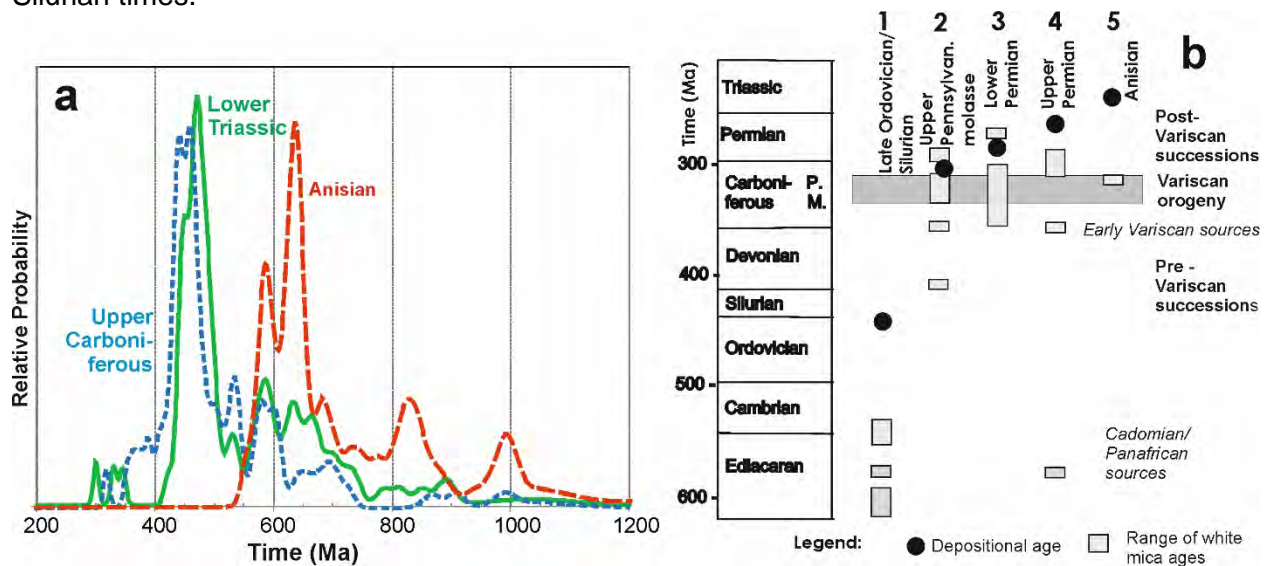 Silurian times.
a
Lower
Triassic
Anisian
Upper
Carboni-
ferous
Relative Probability
200 400 600 800 1000 1200
Time (Ma)
1 2 3 4 5
b
Late Ordovician/
Silurian
Upper
Pennsylvan.
molasse
Lower
Permian
Upper
Permian
Anisian
Time (Ma)
300
400
500
600
Triassic
Permian
Carboni-
ferous
P.
M.
Devonian
Silurian
Ordovician
Cambrian
Ediacaran
Post-
Variscan
successions
Variscan
orogeny
Early Variscan sources
Pre -
Variscan
successions
Cadomian/
Panafrican
sources
Legend:
Depositional age
Range of white
mica ages